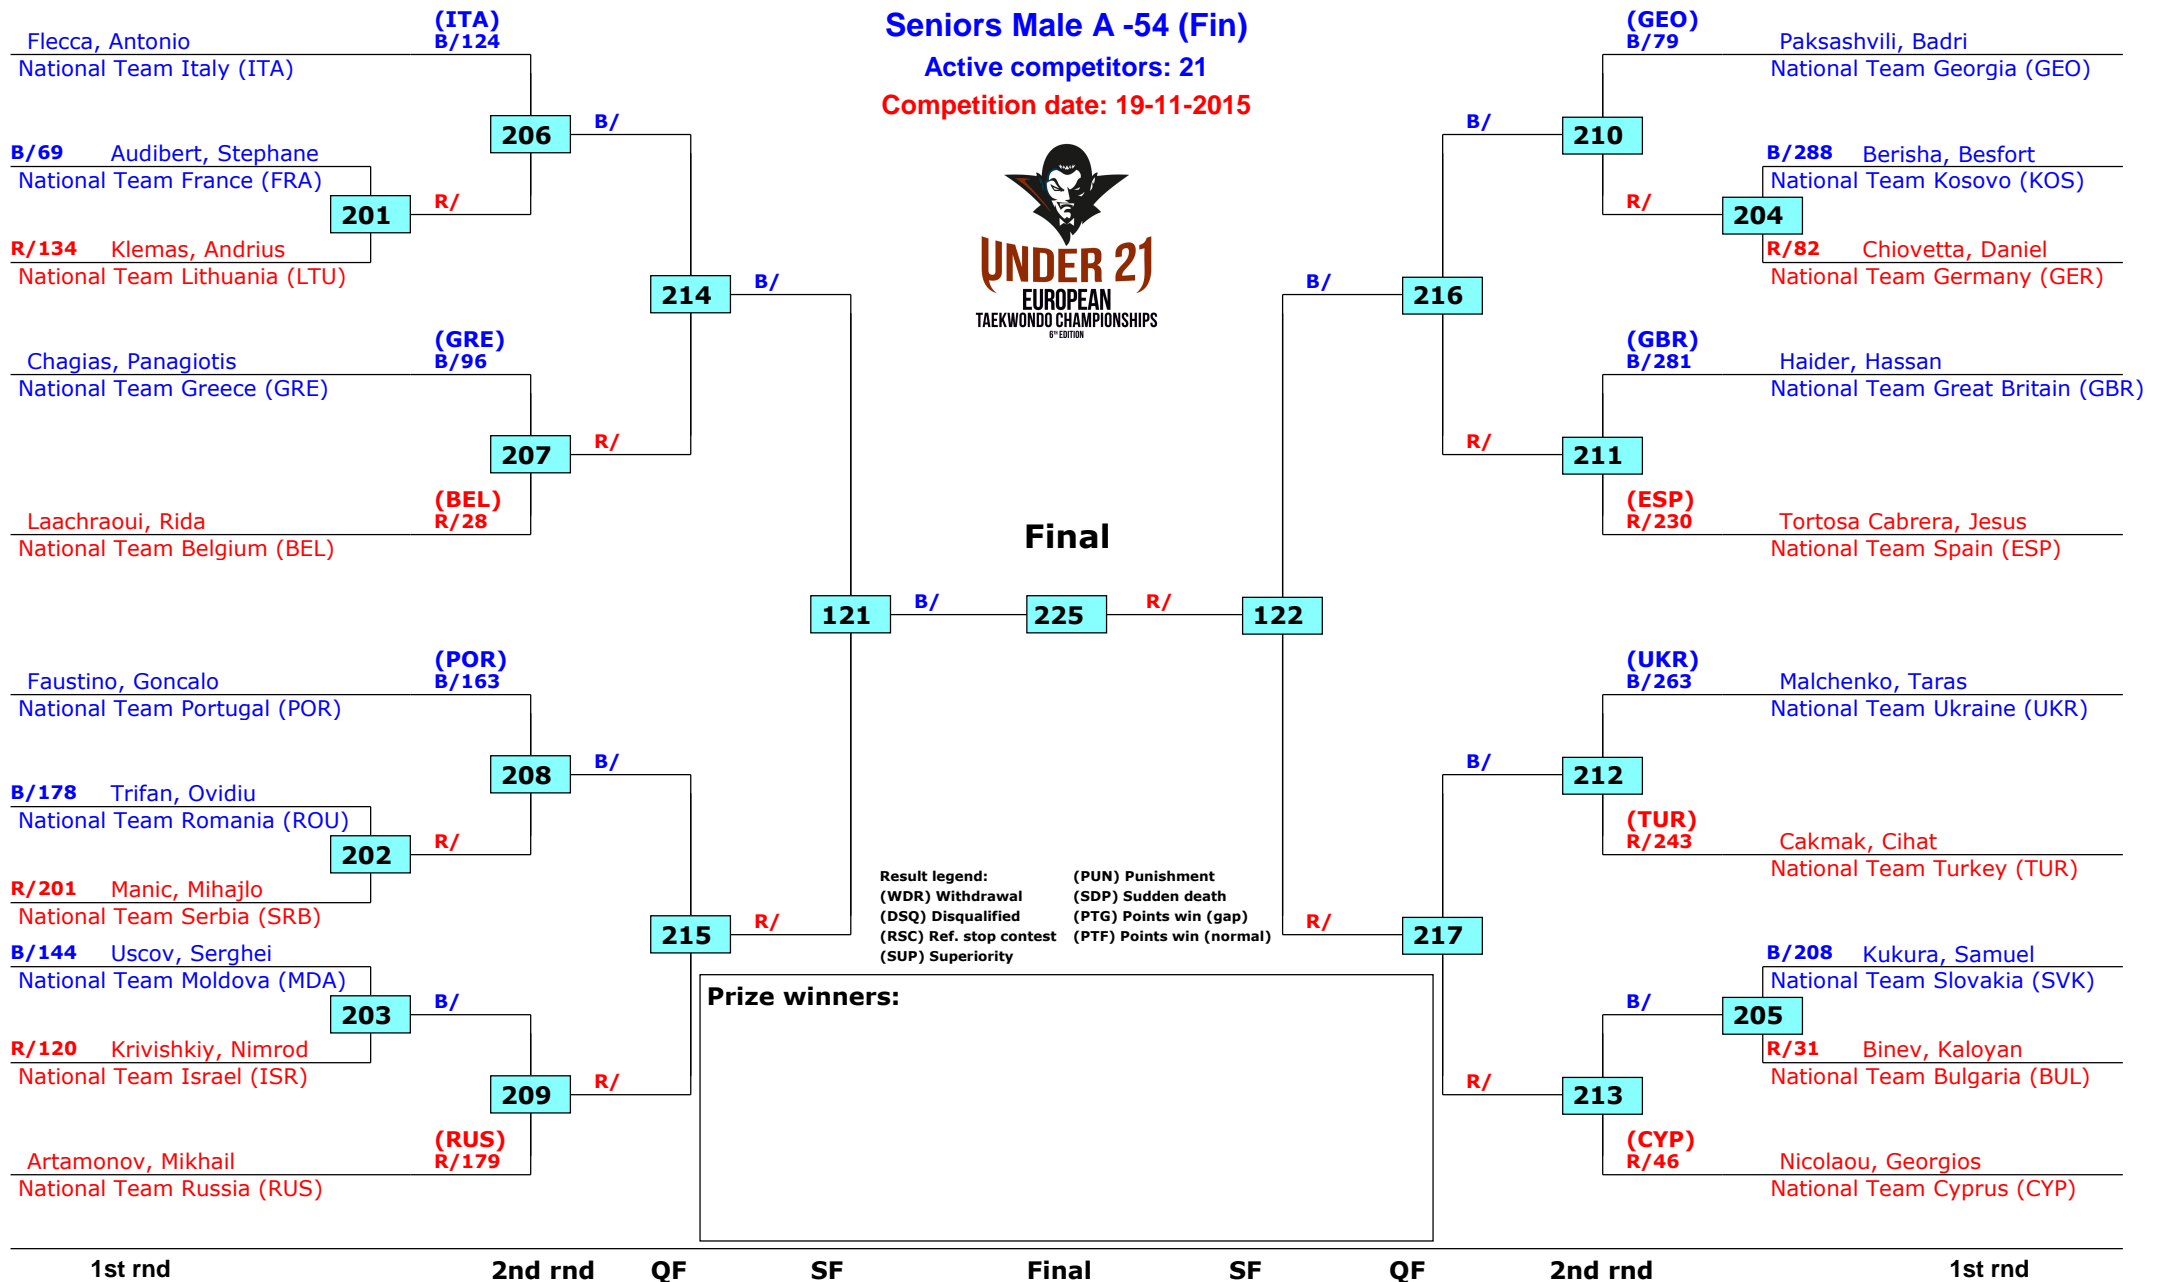 Seniors Male A -54 (Fin)
Active competitors: 21
Competition date: 19-11-2015
UNDER 21
EUROPEAN
TAEKWONDO CHAMPIONSHIPS
6TH EDITION
(ITA)
Flecca, Antonio B/124
National Team Italy (ITA)
206
B/
B/69 Audibert, Stephane
National Team France (FRA)
201
R/
R/134 Klemas, Andrius
National Team Lithuania (LTU)
214
B/
(GRE)
Chagias, Panagiotis B/96
National Team Greece (GRE)
207
R/
(BEL)
Laachraoui, Rida R/28
National Team Belgium (BEL)
121
B/
(POR)
Faustino, Goncalo B/163
National Team Portugal (POR)
208
B/
B/178 Trifan, Ovidiu
National Team Romania (ROU)
202
R/
R/201 Manic, Mihajlo
National Team Serbia (SRB)
215
R/
B/144 Uscov, Serghei
National Team Moldova (MDA)
203
B/
R/120 Krivishkiy, Nimrod
National Team Israel (ISR)
209
R/
(RUS)
Artamonov, Mikhail R/179
National Team Russia (RUS)
Final
225
R/
122
(GEO)
B/79 Paksashvili, Badri
National Team Georgia (GEO)
B/
210
B/288 Berisha, Besfort
National Team Kosovo (KOS)
R/
204
R/82 Chiovetta, Daniel
National Team Germany (GER)
B/
216
(GBR)
B/281 Haider, Hassan
National Team Great Britain (GBR)
R/
211
(ESP)
R/230 Tortosa Cabrera, Jesus
National Team Spain (ESP)
(UKR)
B/263 Malchenko, Taras
National Team Ukraine (UKR)
B/
212
(TUR)
R/243 Cakmak, Cihat
National Team Turkey (TUR)
R/
217
B/208 Kukura, Samuel
National Team Slovakia (SVK)
B/
205
R/31 Binev, Kaloyan
National Team Bulgaria (BUL)
R/
213
(CYP)
R/46 Nicolaou, Georgios
National Team Cyprus (CYP)
Result legend: (PUN) Punishment
(WDR) Withdrawal (SDP) Sudden death
(DSQ) Disqualified (PTG) Points win (gap)
(RSC) Ref. stop contest (PTF) Points win (normal)
(SUP) Superiority
Prize winners:
1st rnd 2nd rnd QF SF Final SF QF 2nd rnd 1st rnd